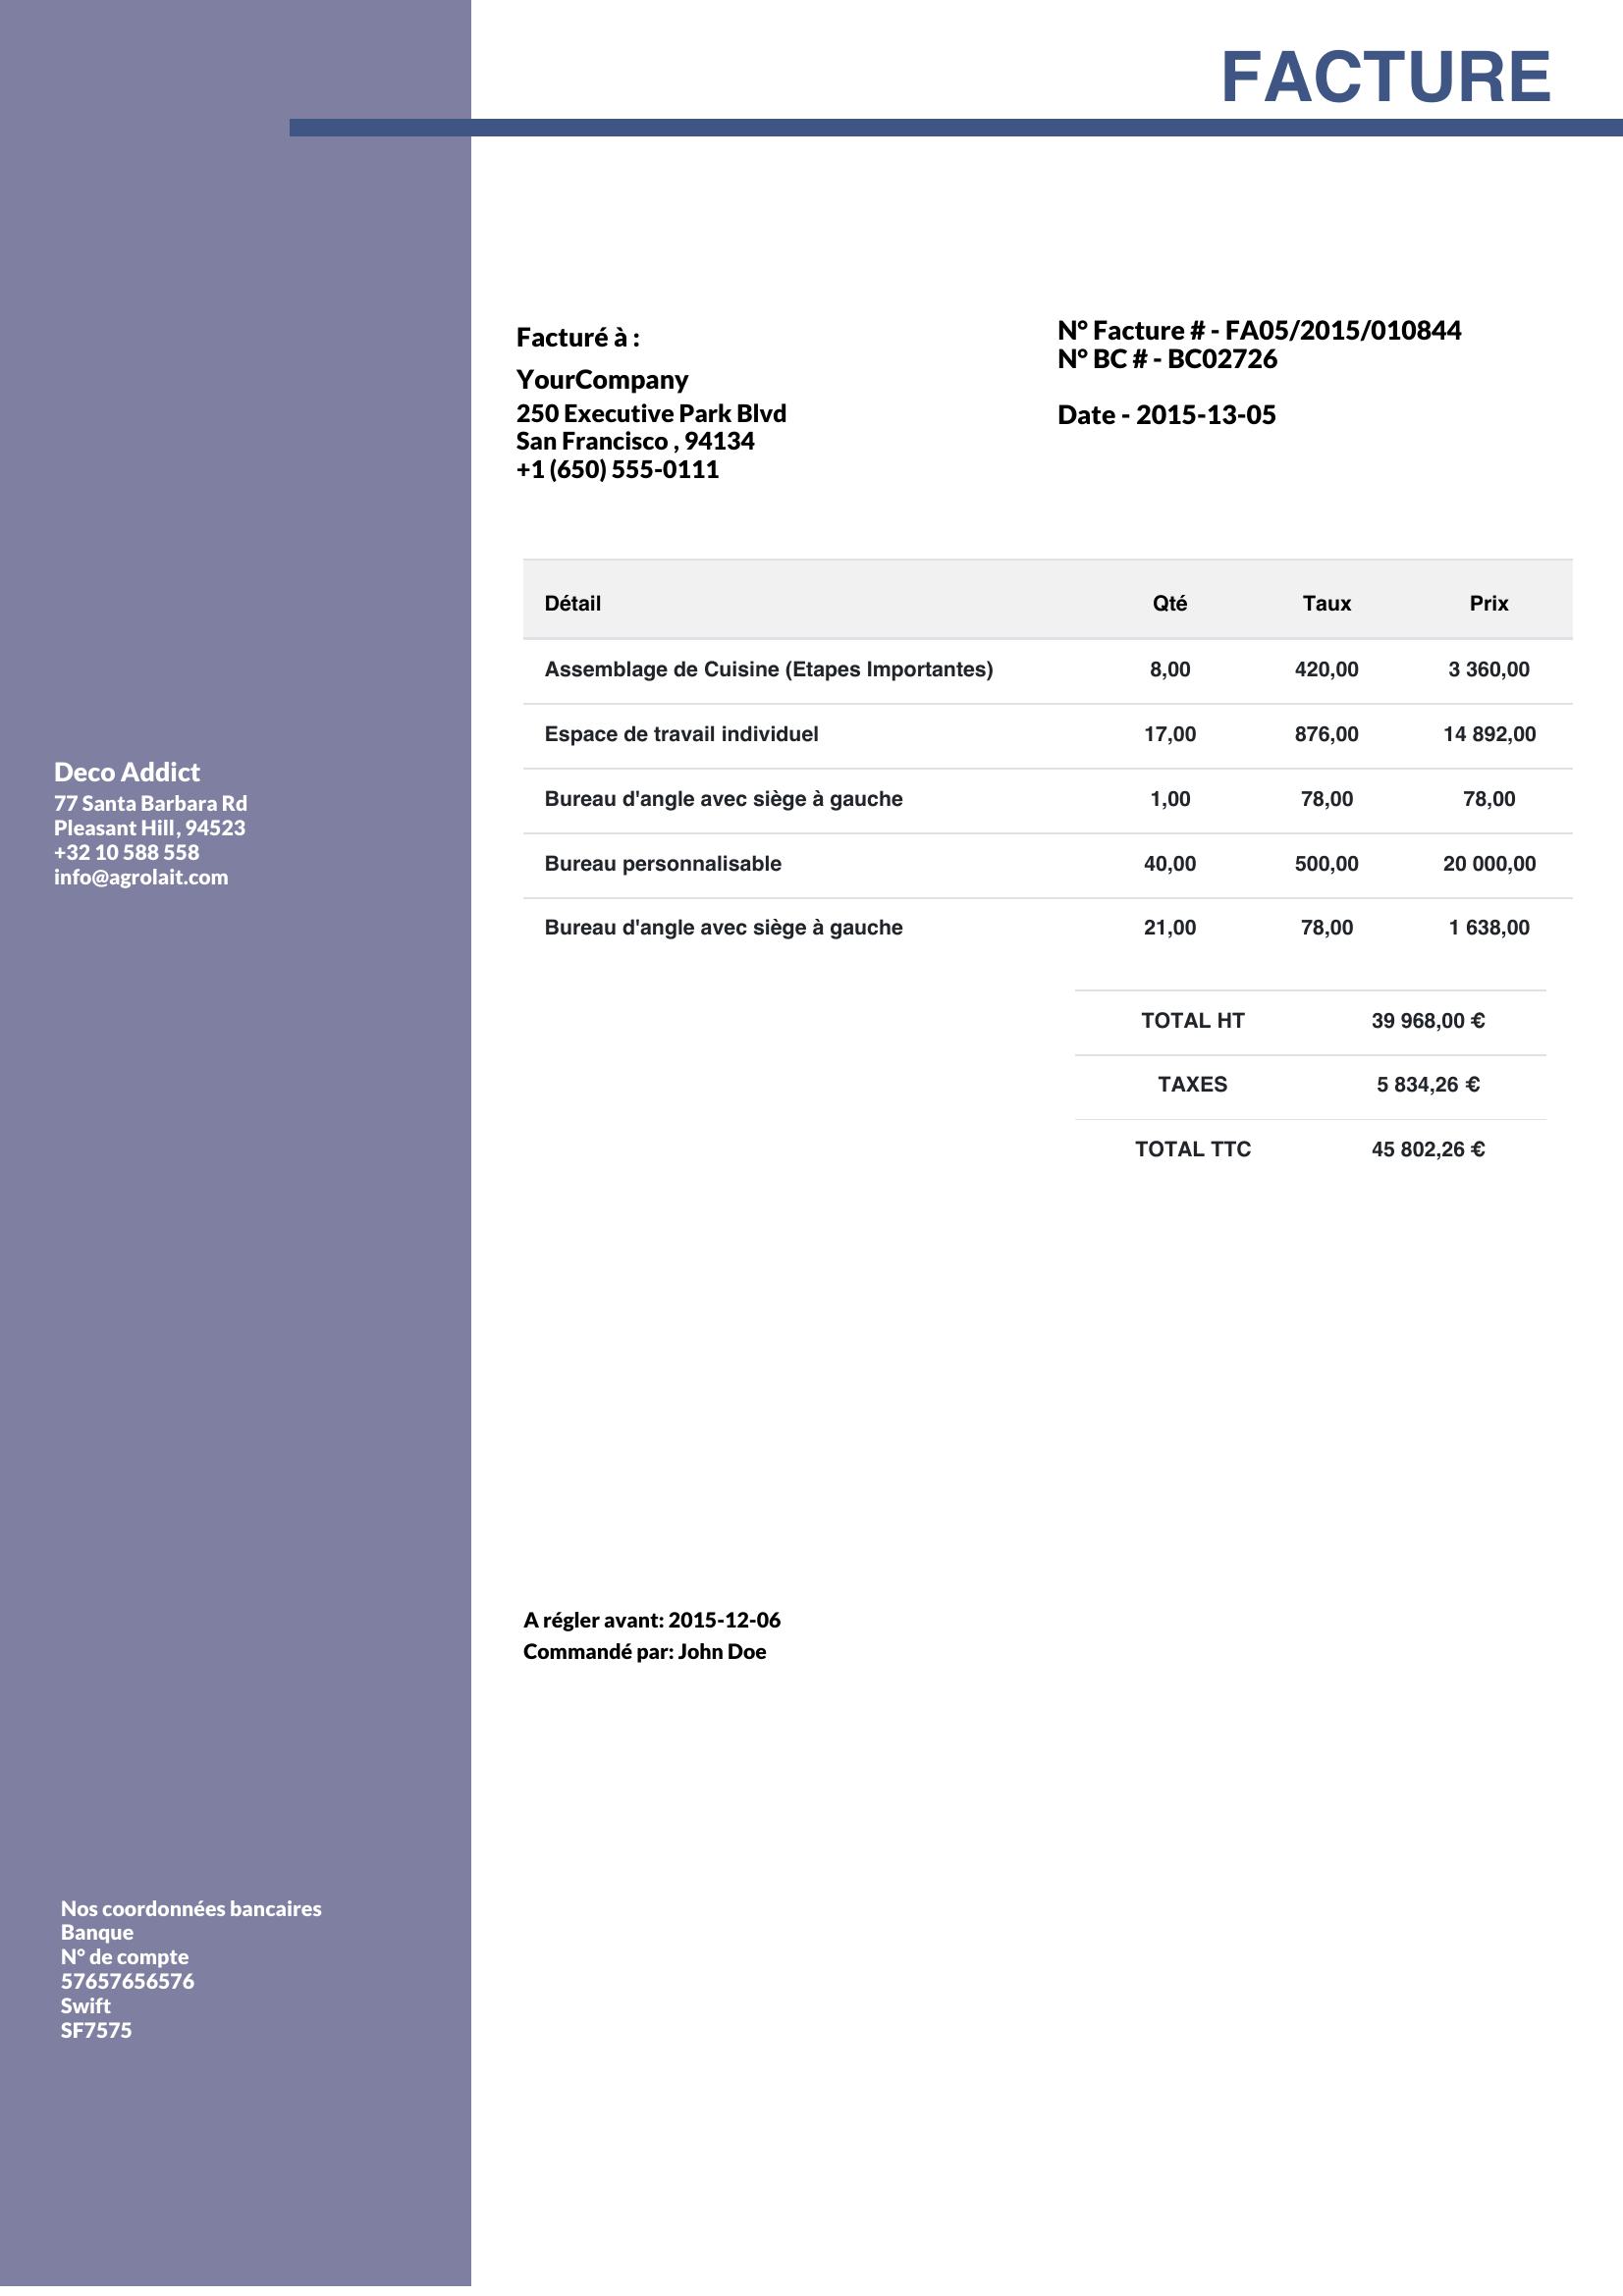 FACTURE
Facturé à :
YourCompany
250 Executive Park Blvd
San Francisco , 94134
+1 (650) 555-0111
N° Facture # - FA05/2015/010844
N° BC # - BC02726
Date - 2015-13-05
Détail Qté Taux Prix
Assemblage de Cuisine (Etapes Importantes) 8,00 420,00 3 360,00
Espace de travail individuel 17,00 876,00 14 892,00
Bureau d'angle avec siège à gauche 1,00 78,00 78,00
Bureau personnalisable 40,00 500,00 20 000,00
Bureau d'angle avec siège à gauche 21,00 78,00 1 638,00
TOTAL HT 39 968,00 €
TAXES 5 834,26 €
TOTAL TTC 45 802,26 €
Deco Addict
77 Santa Barbara Rd
Pleasant Hill, 94523
+32 10 588 558
info@agrolait.com
A régler avant: 2015-12-06
Commandé par: John Doe
Nos coordonnées bancaires
Banque
N° de compte
57657656576
Swift
SF7575